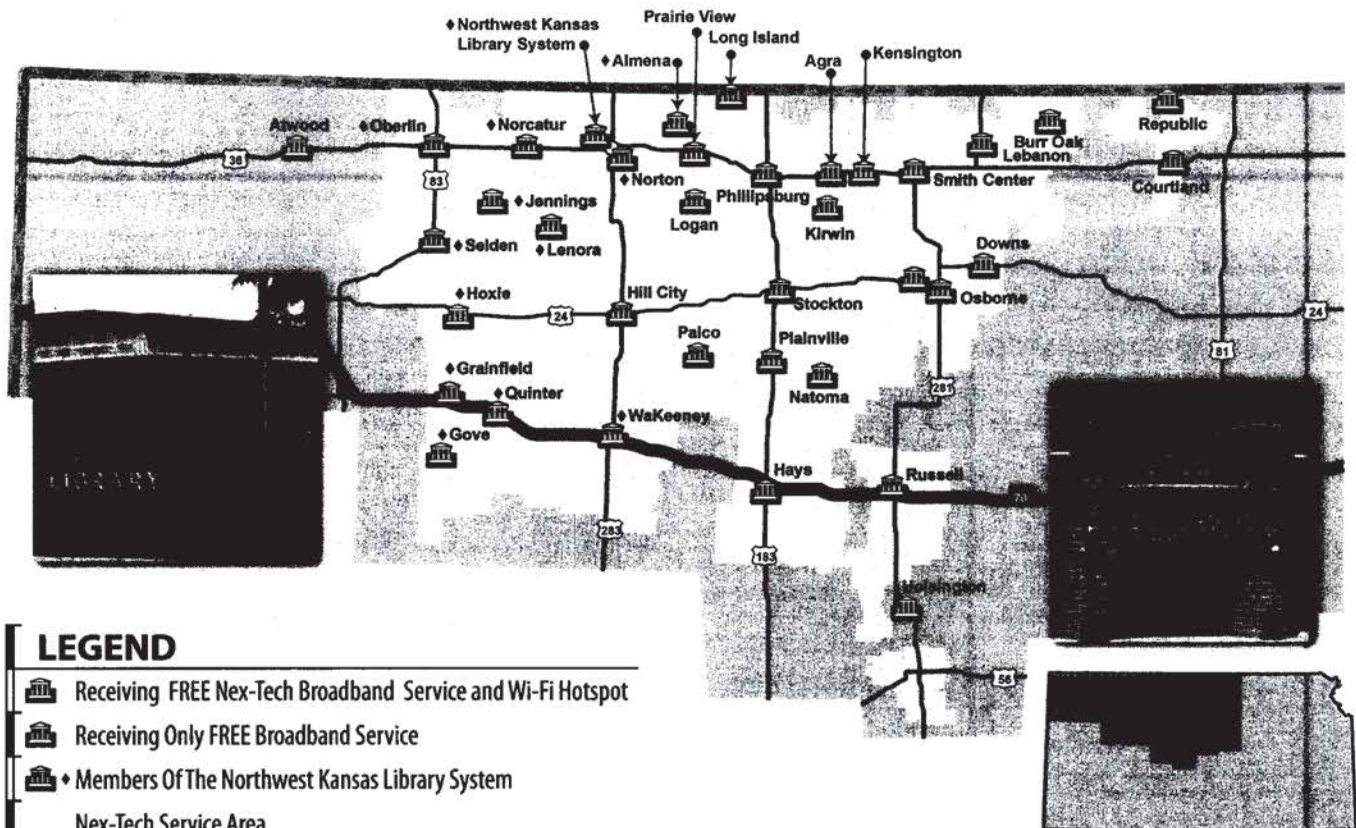 ♦ Northwest Kansas
Library System
Prairie View
Long Island
♦ Almena
Agra
Kensington
Atwood
♦ Oberlin
♦ Norcatur
Republic
Burr Oak
Lebanon
36
83
♦ Norton
Phillipsburg
Smith Center
Courtland
♦ Jennings
Logan
Kirwin
♦ Selden
♦ Lenora
Downs
♦ Hoxie
24
Hill City
Stockton
Osborne
24
81
Palco
Plainville
♦ Grainfield
♦ Quinter
Natoma
281
♦ WaKeeney
♦ Gove
Hays
Russell
70
LIBRARY
283
183
Hoisington
56
LEGEND
Receiving FREE Nex-Tech Broadband Service and Wi-Fi Hotspot
Receiving Only FREE Broadband Service
♦ Members Of The Northwest Kansas Library System
Nex-Tech Service Area